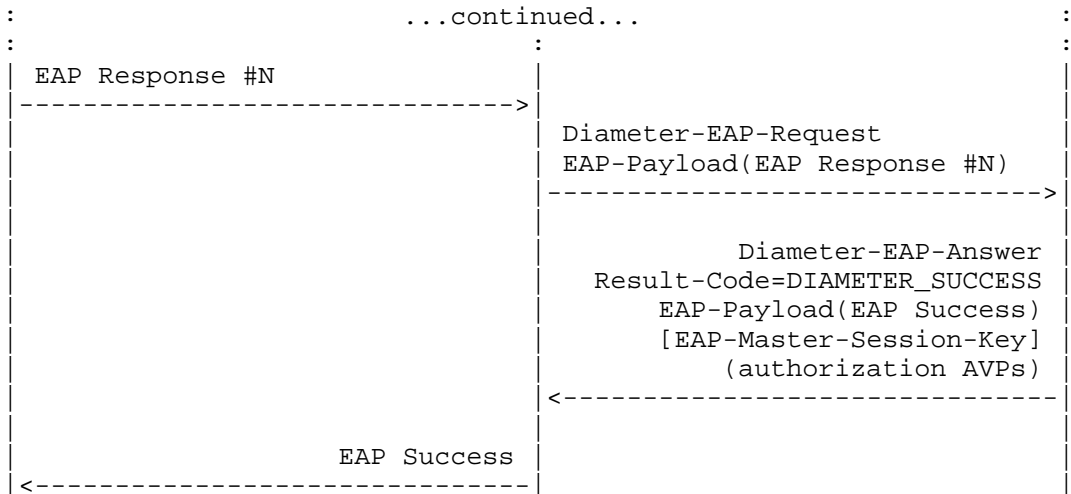 ...continued...
EAP Response #N
Diameter-EAP-Request
EAP-Payload(EAP Response #N)
Diameter-EAP-Answer
Result-Code=DIAMETER_SUCCESS
EAP-Payload(EAP Success)
[EAP-Master-Session-Key]
(authorization AVPs)
EAP Success